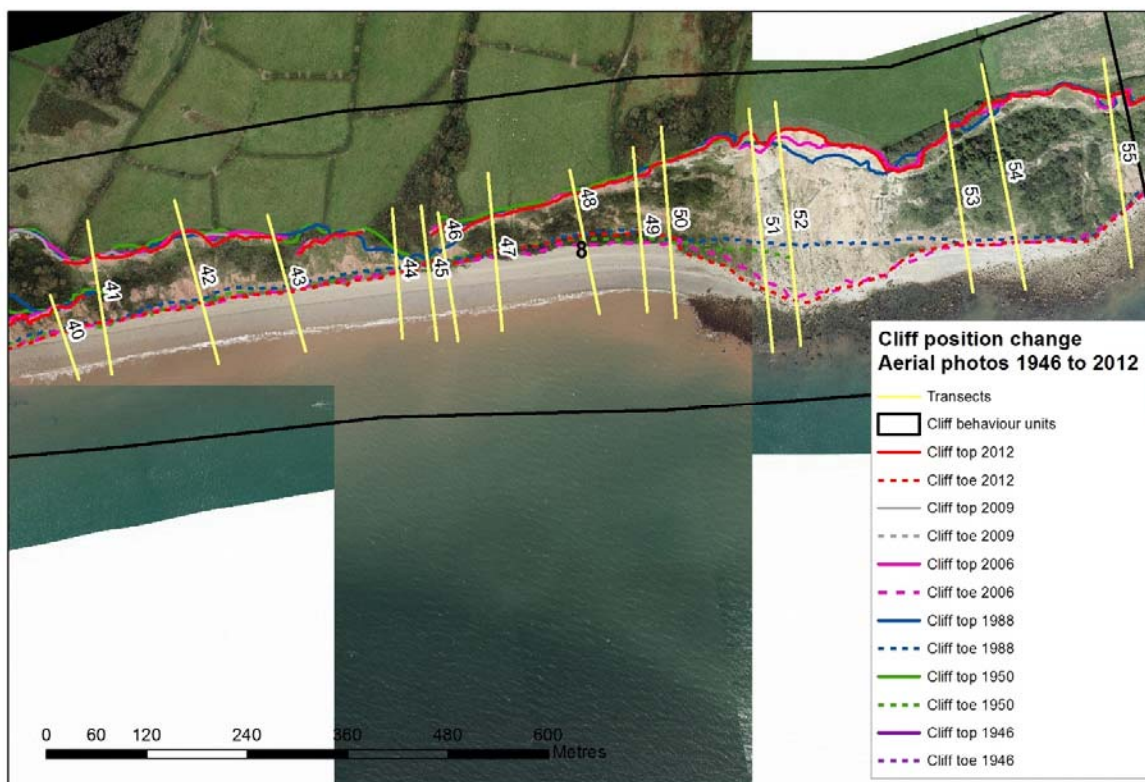 40
41
42
43
44
45
46
47
48
8
49
50
51
52
53
54
55
Cliff position change
Aerial photos 1946 to 2012
Transects
Cliff behaviour units
Cliff top 2012
Cliff toe 2012
Cliff top 2009
Cliff toe 2009
Cliff top 2006
Cliff toe 2006
Cliff top 1988
Cliff toe 1988
Cliff top 1950
Cliff toe 1950
Cliff top 1946
Cliff toe 1946
0 60 120 240 360 480 600
Metres